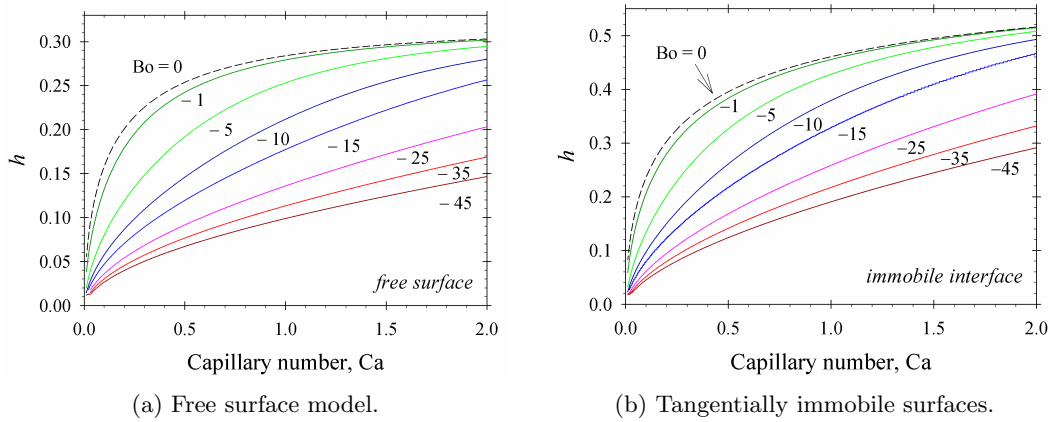 0.30
0.25
0.20
0.15
0.10
0.05
0.00
h
Bo = 0
– 1
– 5
– 10
– 15
– 25
– 35
– 45
free surface
0.0 0.5 1.0 1.5 2.0
Capillary number, Ca
(a) Free surface model.
0.5
0.4
0.3
0.2
0.1
0.0
h
Bo = 0
-1
-5
-10
-15
-25
-35
-45
immobile interface
0.0 0.5 1.0 1.5 2.0
Capillary number, Ca
(b) Tangentially immobile surfaces.